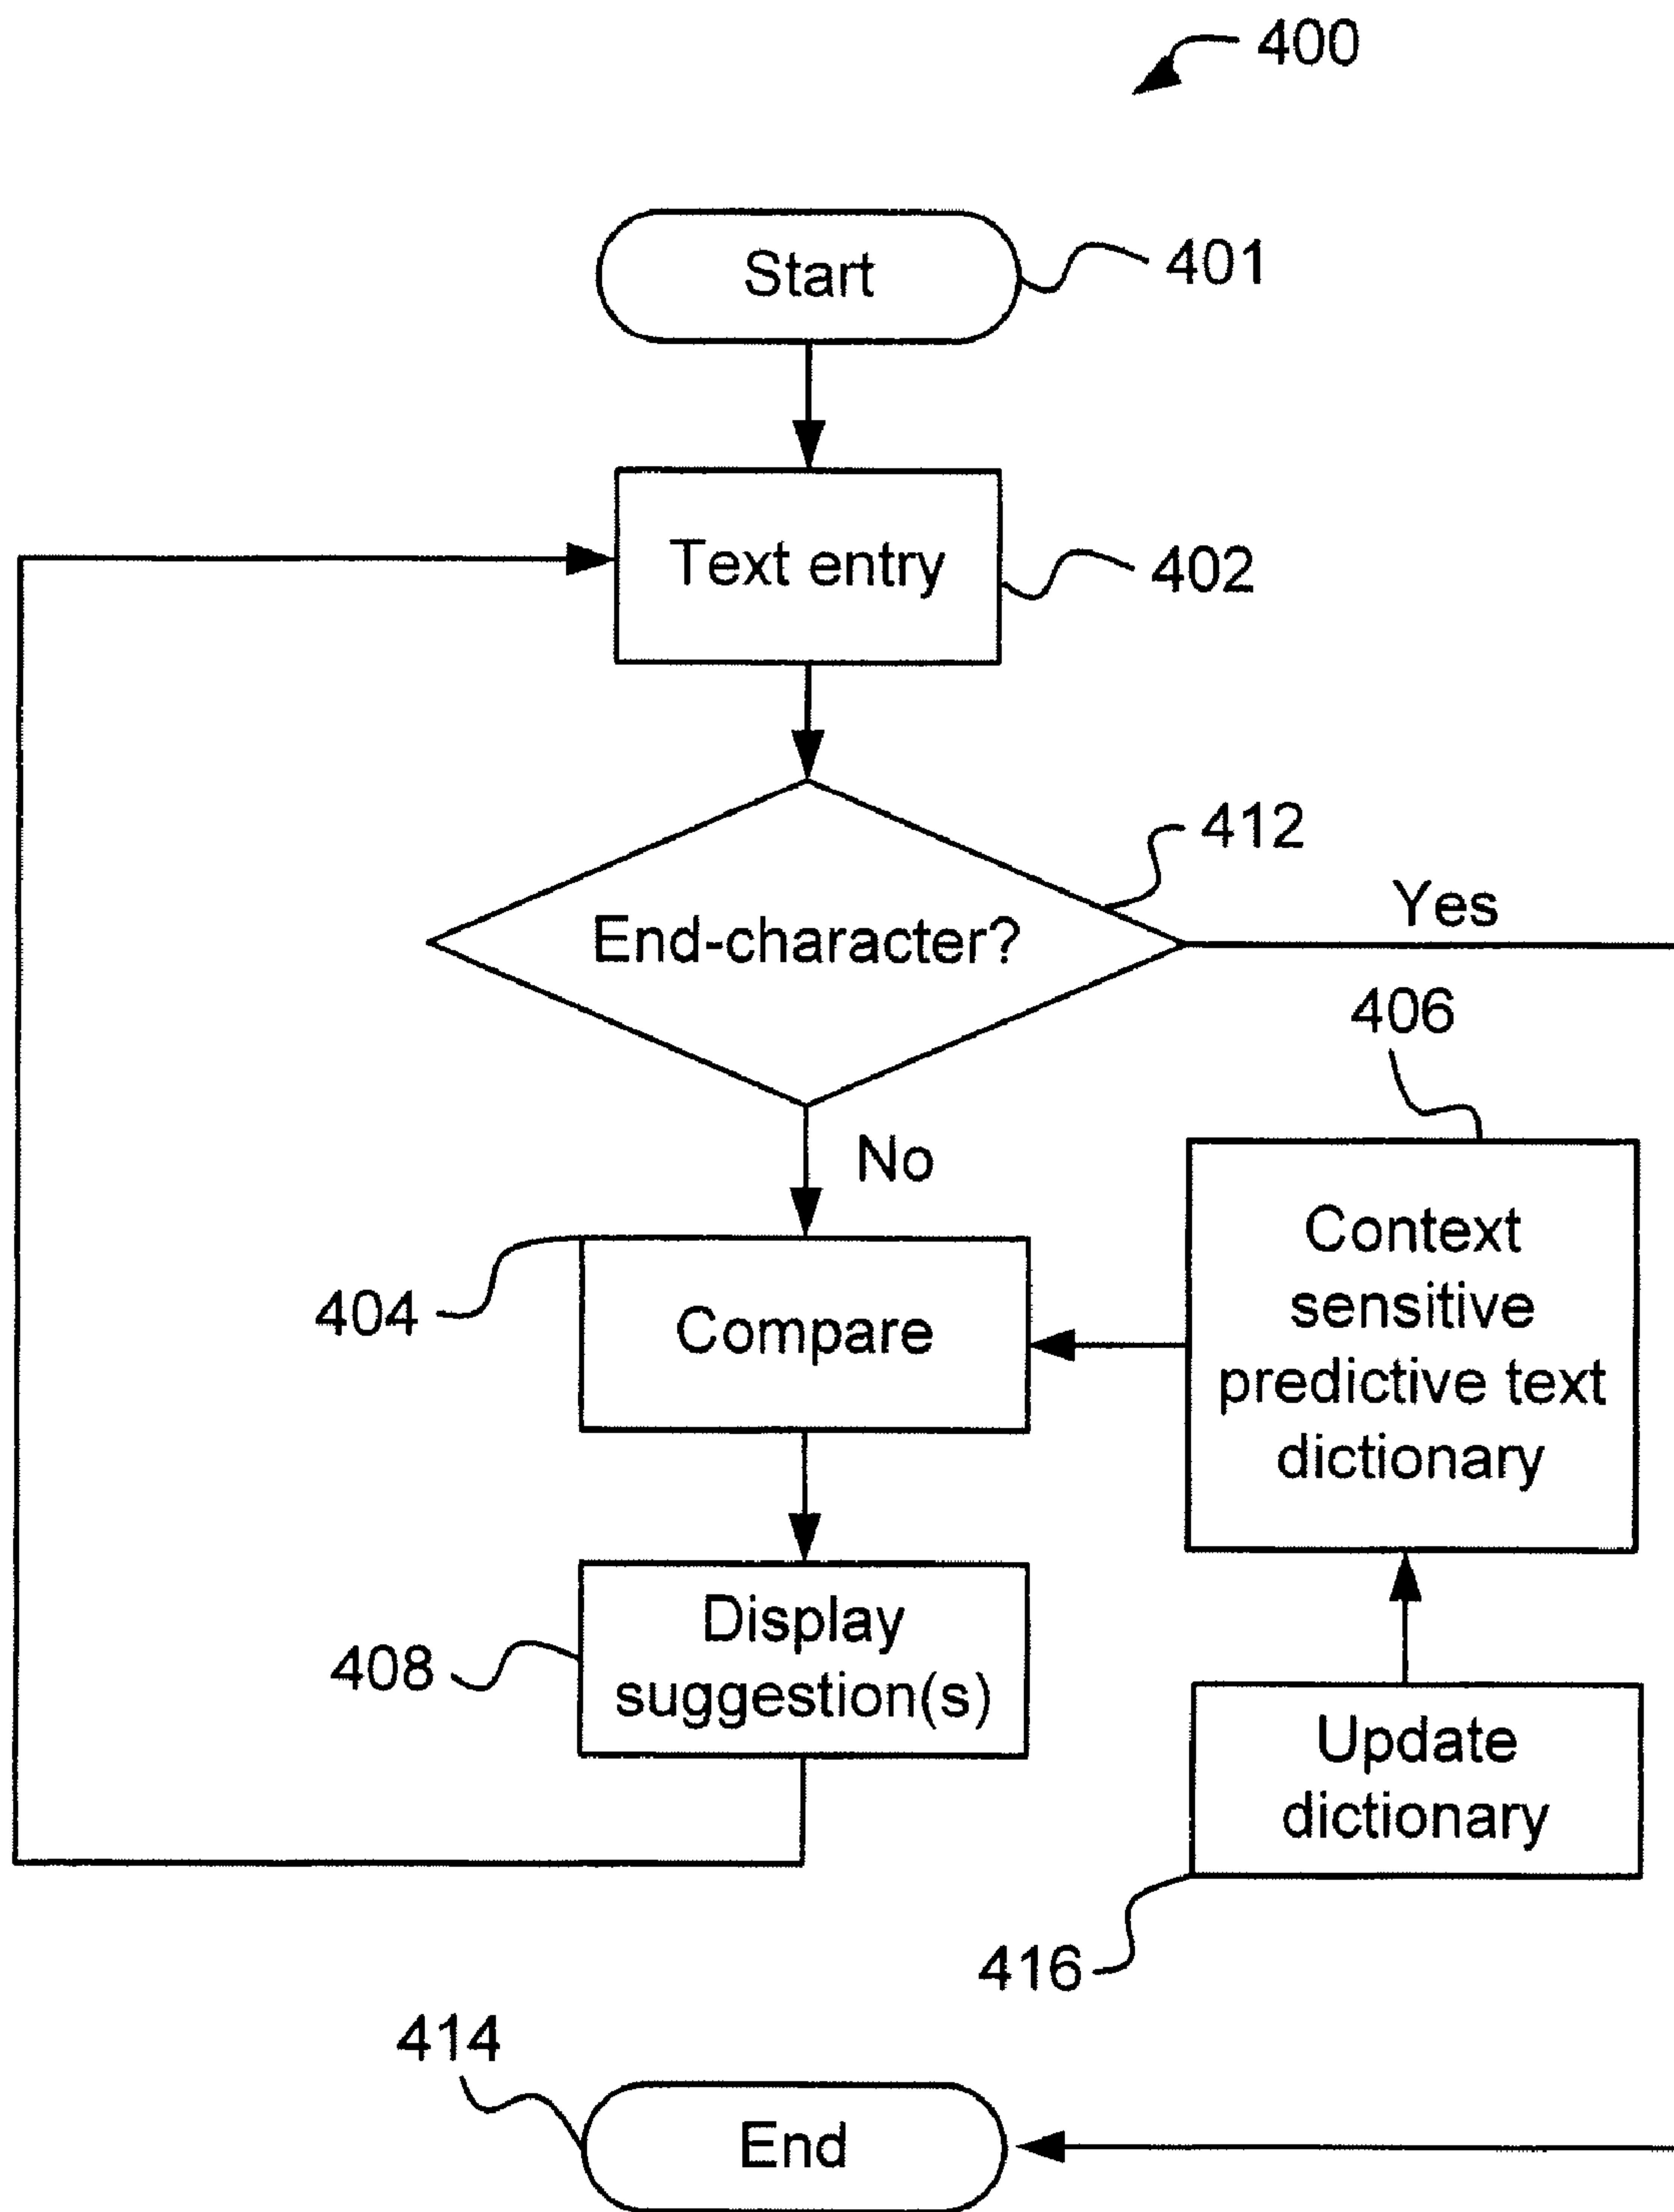 400
Start
401
Text entry
402
412
End-character?
Yes
406
No
Context
sensitive
predictive text
dictionary
404
Compare
Display
suggestion(s)
408
Update
dictionary
416
414
End